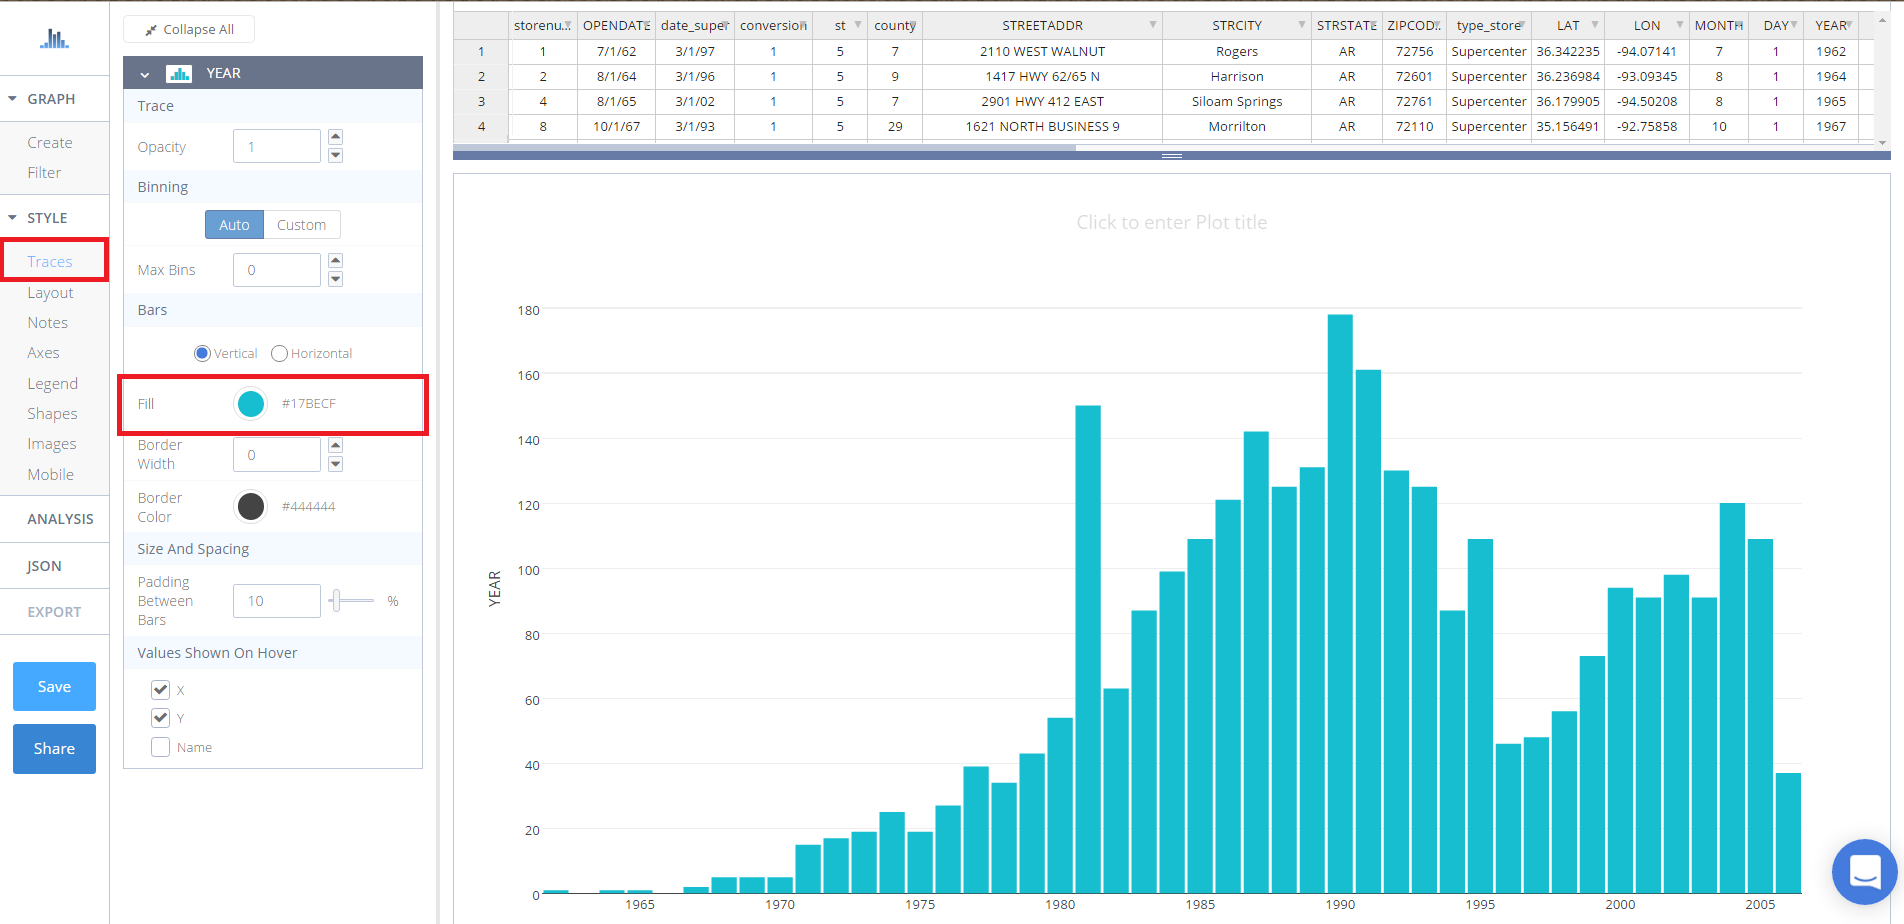 Collapse All
GRAPH
Create
Filter
STYLE
Traces
Layout
Notes
Axes
Legend
Shapes
Images
Mobile
ANALYSIS
JSON
EXPORT
Save
Share
YEAR
Trace
Opacity 1
Binning
Auto Custom
Max Bins 0
Bars
Vertical Horizontal
Fill #17BECF
Border
Width 0
Border
Color #444444
Size And Spacing
Padding
Between 10 %
Bars
Values Shown On Hover
X
Y
Name
storenu... OPENDATE date_super conversion st county STREETADDR STRCITY STRSTATE ZIPCOD.. type_store LAT LON MONTH DAY YEAR
1 1 7/1/62 3/1/97 1 5 7 2110 WEST WALNUT Rogers AR 72756 Supercenter 36.342235 -94.07141 7 1 1962
2 2 8/1/64 3/1/96 1 5 9 1417 HWY 62/65 N Harrison AR 72601 Supercenter 36.236984 -93.09345 8 1 1964
3 4 8/1/65 3/1/02 1 5 7 2901 HWY 412 EAST Siloam Springs AR 72761 Supercenter 36.179905 -94.50208 8 1 1965
4 8 10/1/67 3/1/93 1 5 29 1621 NORTH BUSINESS 9 Morrilton AR 72110 Supercenter 35.156491 -92.75858 10 1 1967
Click to enter Plot title
180
160
140
120
100
80
60
40
20
0
YEAR
1965 1970 1975 1980 1985 1990 1995 2000 2005